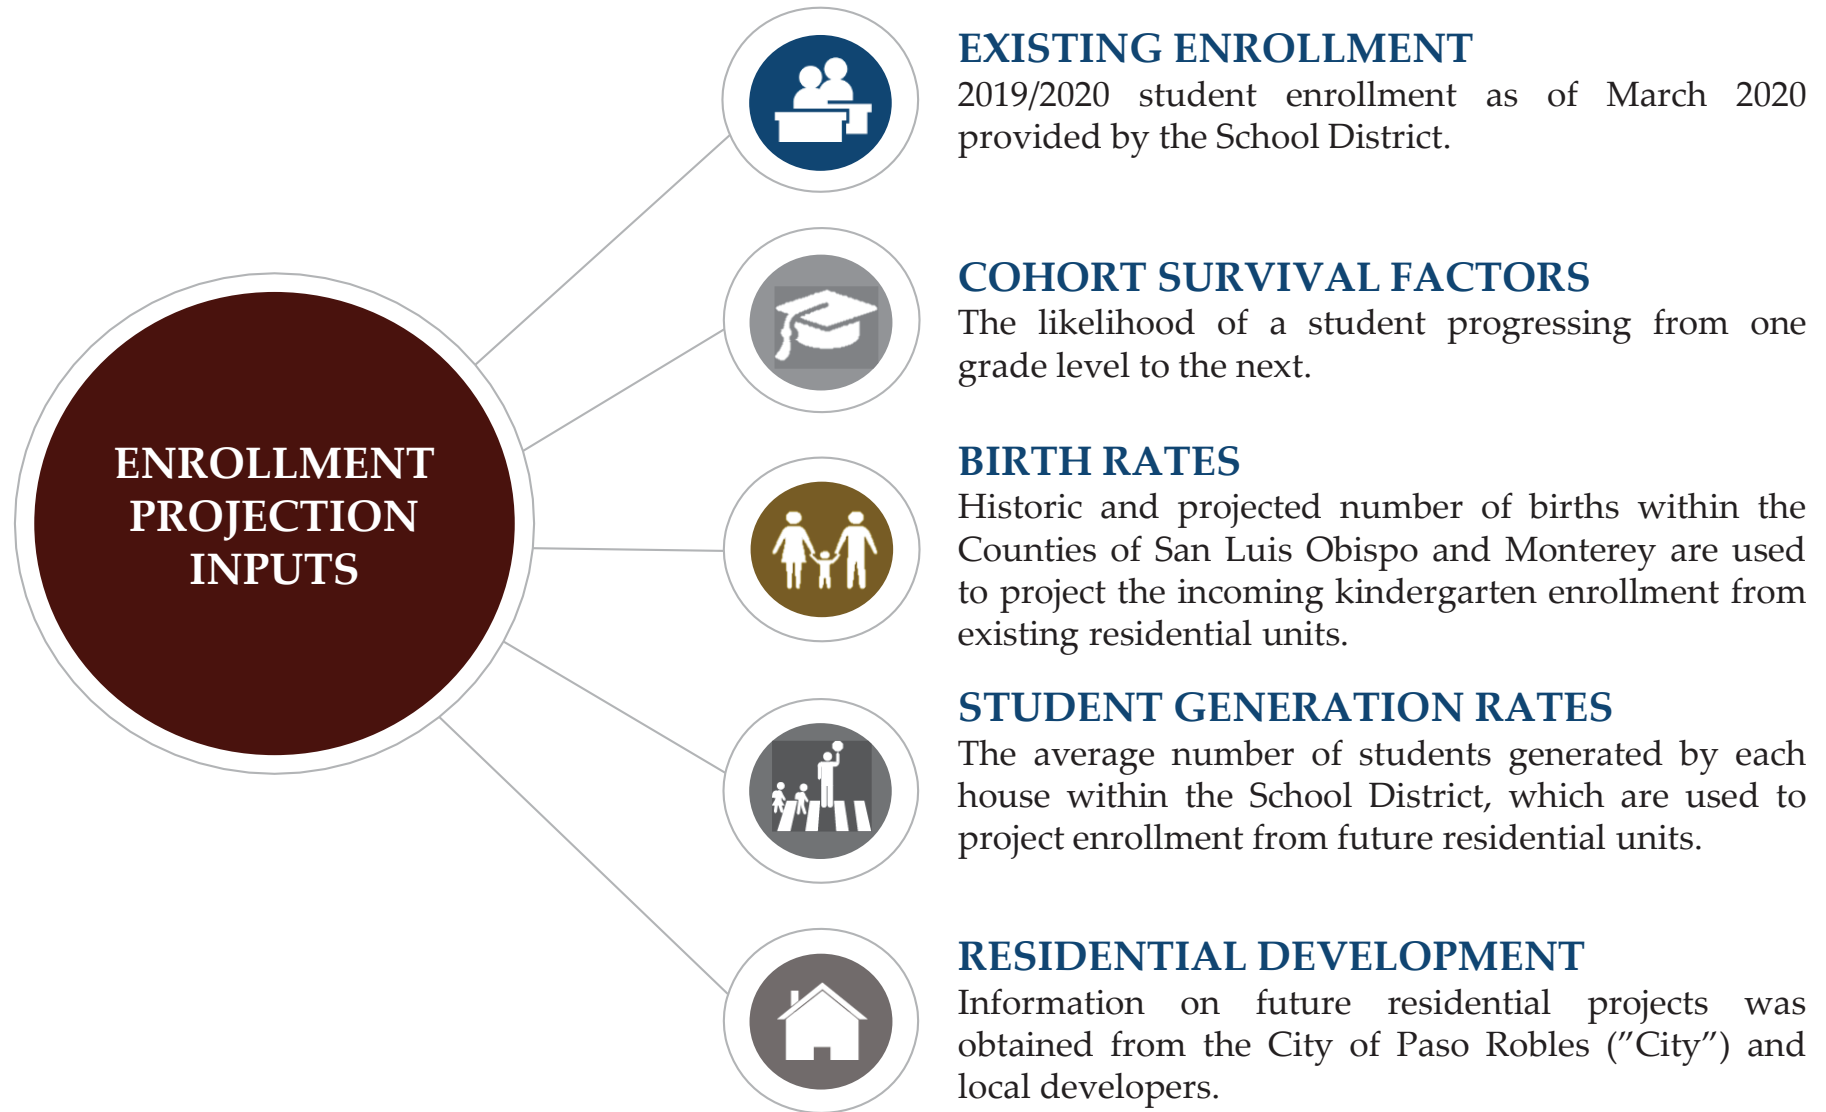 ENROLLMENT
PROJECTION
INPUTS
EXISTING ENROLLMENT
2019/2020 student enrollment as of March 2020
provided by the School District.
COHORT SURVIVAL FACTORS
The likelihood of a student progressing from one
grade level to the next.
BIRTH RATES
Historic and projected number of births within the
Counties of San Luis Obispo and Monterey are used
to project the incoming kindergarten enrollment from
existing residential units.
STUDENT GENERATION RATES
The average number of students generated by each
house within the School District, which are used to
project enrollment from future residential units.
RESIDENTIAL DEVELOPMENT
Information on future residential projects was
obtained from the City of Paso Robles (”City”) and
local developers.